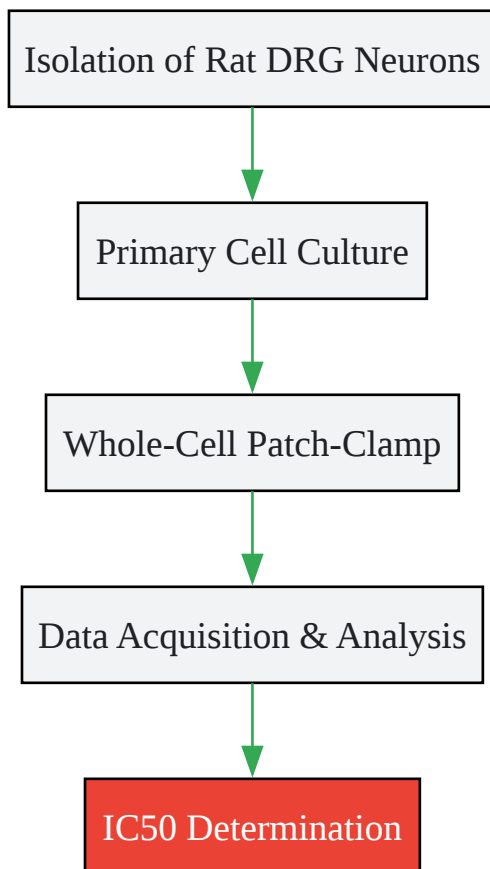 Isolation of Rat DRG Neurons
Primary Cell Culture
Whole-Cell Patch-Clamp
Data Acquisition & Analysis
IC50 Determination